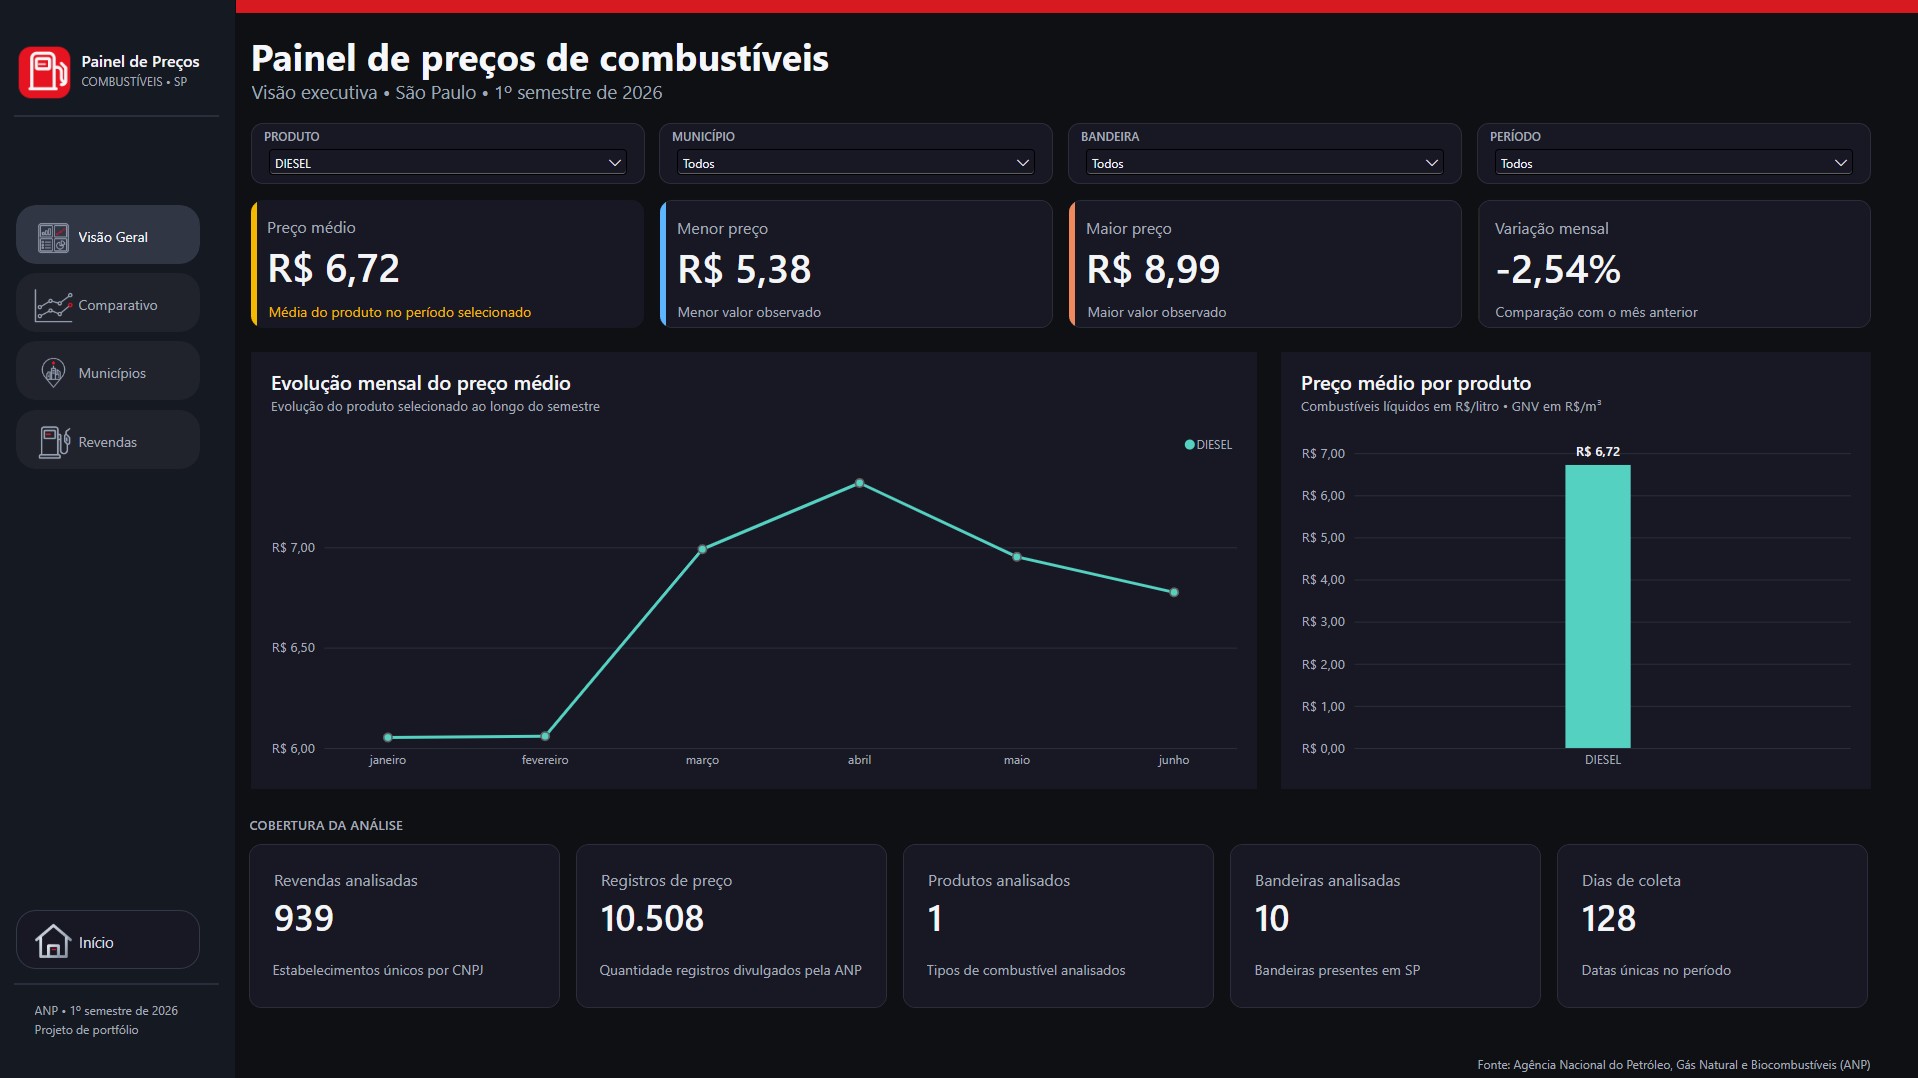 Painel de Preços
COMBUSTÍVEIS • SP
Visão Geral
Comparativo
Municípios
Revendas
Início
ANP • 1º semestre de 2026
Projeto de portfólio
Painel de preços de combustíveis
Visão executiva • São Paulo • 1º semestre de 2026
PRODUTO
DIESEL
MUNICÍPIO
Todos
BANDEIRA
Todos
PERÍODO
Todos
Preço médio
R$ 6,72
Média do produto no período selecionado
Menor preço
R$ 5,38
Menor valor observado
Maior preço
R$ 8,99
Maior valor observado
Variação mensal
-2,54%
Comparação com o mês anterior
Evolução mensal do preço médio
Evolução do produto selecionado ao longo do semestre
DIESEL
R$ 7,00
R$ 6,50
R$ 6,00
janeiro fevereiro março abril maio junho
Preço médio por produto
Combustíveis líquidos em R$/litro • GNV em R$/m³
R$ 6,72
R$ 7,00
R$ 6,00
R$ 5,00
R$ 4,00
R$ 3,00
R$ 2,00
R$ 1,00
R$ 0,00
DIESEL
COBERTURA DA ANÁLISE
Revendas analisadas
939
Estabelecimentos únicos por CNPJ
Registros de preço
10.508
Quantidade registros divulgados pela ANP
Produtos analisados
1
Tipos de combustível analisados
Bandeiras analisadas
10
Bandeiras presentes em SP
Dias de coleta
128
Datas únicas no período
Fonte: Agência Nacional do Petróleo, Gás Natural e Biocombustíveis (ANP)